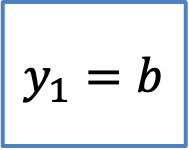 y₁ = b